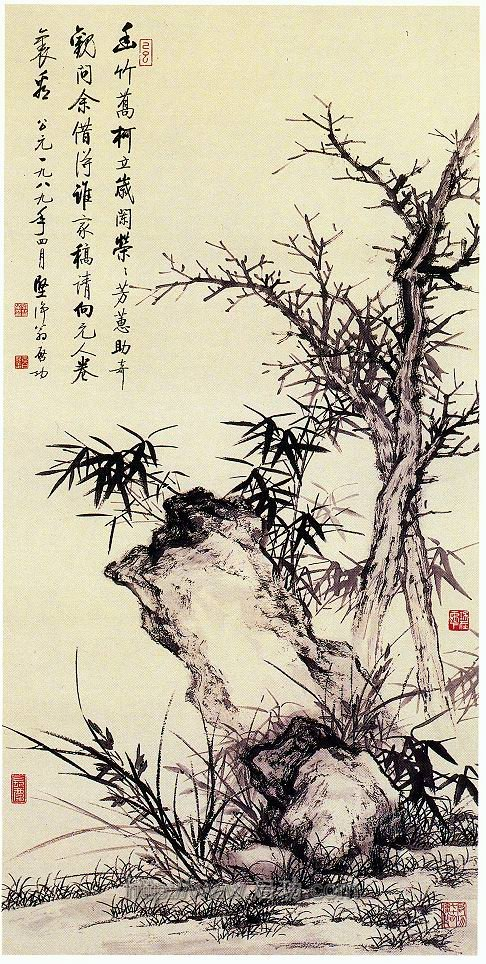 幽竹喬柯立歲闌榮〻芳蕙助奇
觀問余借得誰家稿請向元人卷
裏看 公元一九八九年四月 堅淨翁啓功